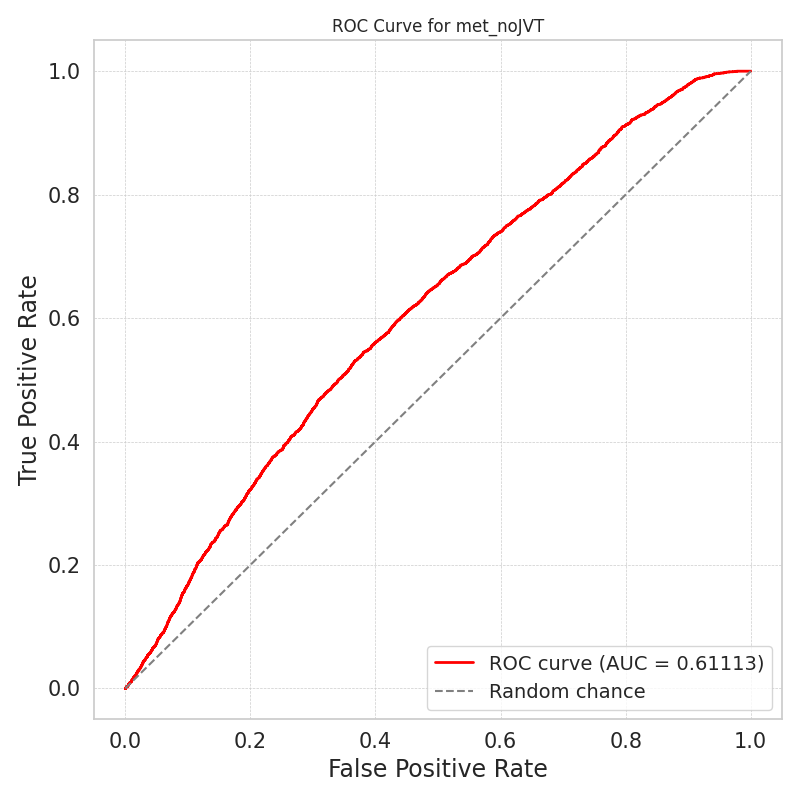 ROC Curve for met_noJVT
1.0
0.8
0.6
0.4
0.2
0.0
True Positive Rate
0.0 0.2 0.4 0.6 0.8 1.0
False Positive Rate
ROC curve (AUC = 0.61113)
Random chance